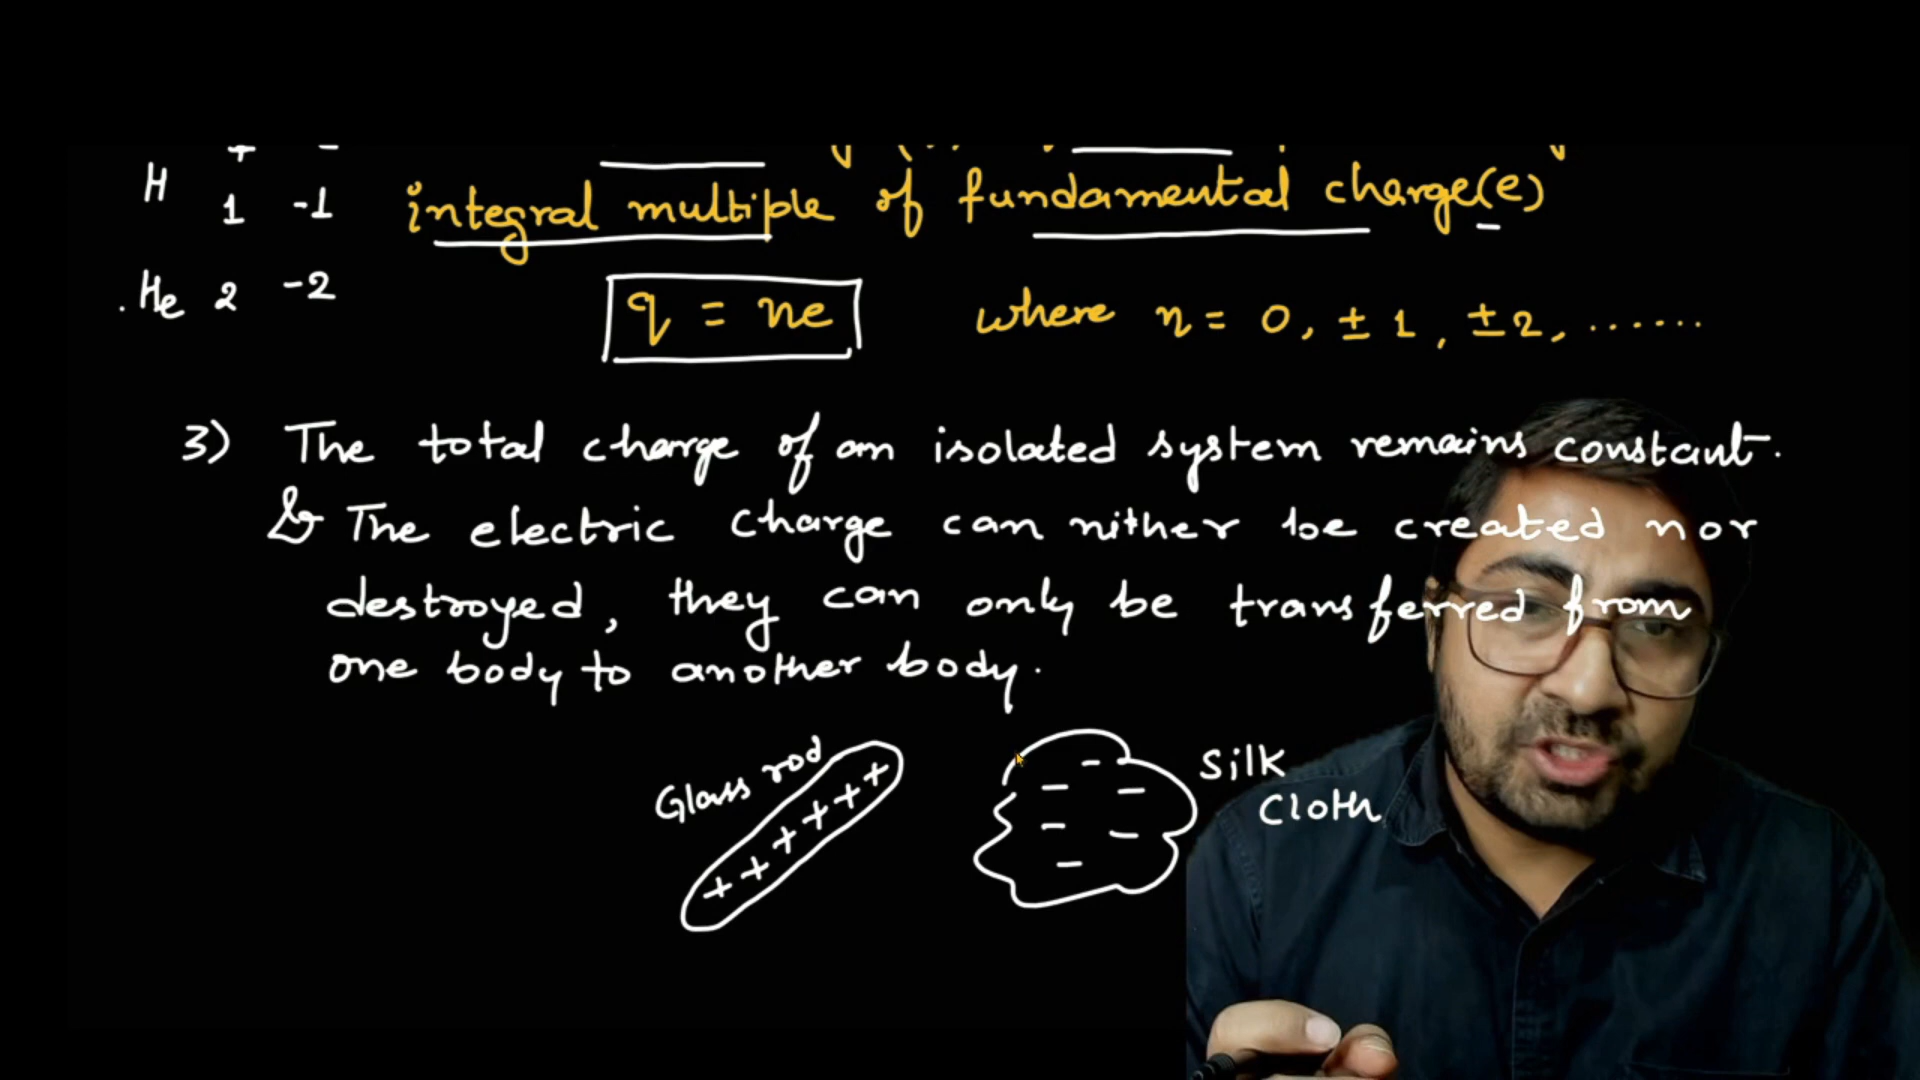 + -
H 1 -1
integral multiple of fundamental charge(e)
.He 2 -2
q = ne where n = 0, ± 1, ± 2, ......
3) The total charge of an isolated system remains constant.
& The electric charge can nither be created nor
destroyed, they can only be transferred from
one body to another body.
Glass rod
+ + + + + + +
- - - - - - -
Silk
Cloth